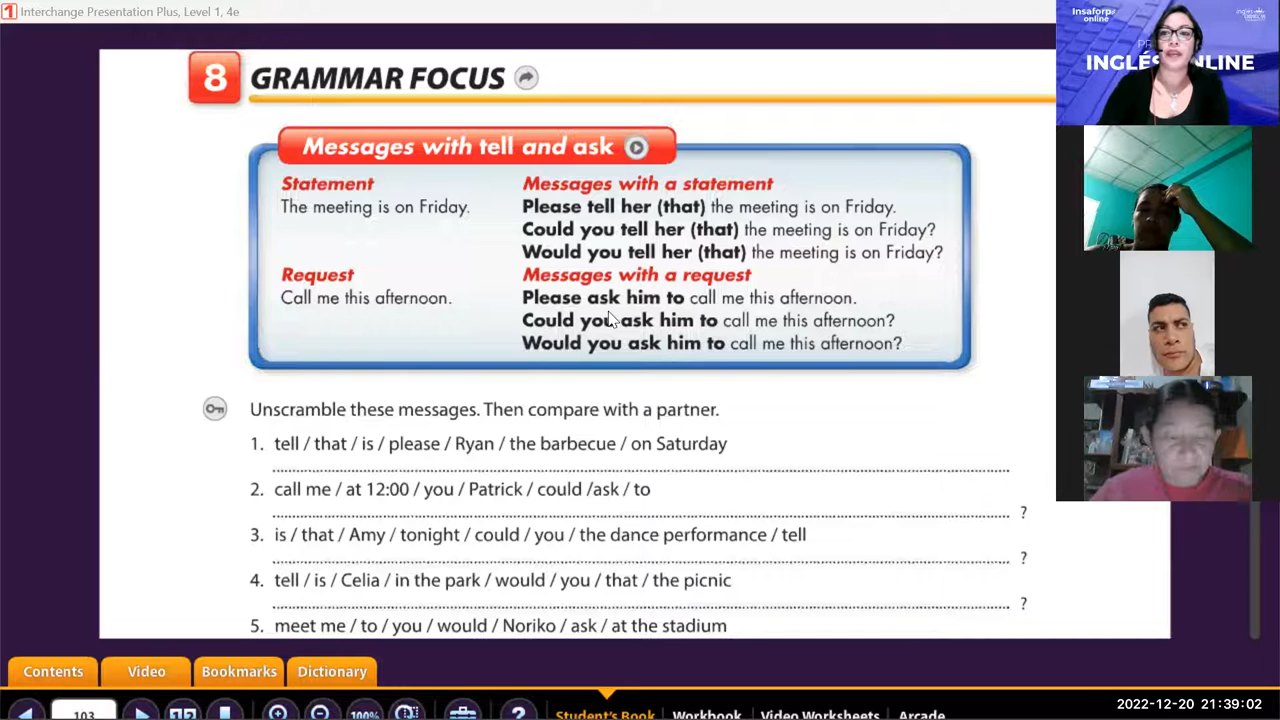 Interchange Presentation Plus, Level 1, 4e
8 GRAMMAR FOCUS
Messages with tell and ask
Statement
The meeting is on Friday.
Messages with a statement
Please tell her (that) the meeting is on Friday.
Could you tell her (that) the meeting is on Friday?
Would you tell her (that) the meeting is on Friday?
Request
Call me this afternoon.
Messages with a request
Please ask him to call me this afternoon.
Could you ask him to call me this afternoon?
Would you ask him to call me this afternoon?
Unscramble these messages. Then compare with a partner.
1. tell / that / is / please / Ryan / the barbecue / on Saturday
2. call me / at 12:00 / you / Patrick / could /ask / to
?
3. is / that / Amy / tonight / could / you / the dance performance / tell
?
4. tell / is / Celia / in the park / would / you / that / the picnic
?
5. meet me / to / you / would / Noriko / ask / at the stadium
Contents Video Bookmarks Dictionary
103
100%
Student's Book Workbook Video Worksheets Arcade
Insaforp
online
INGLÉS ONLINE
2022-12-20 21:39:02